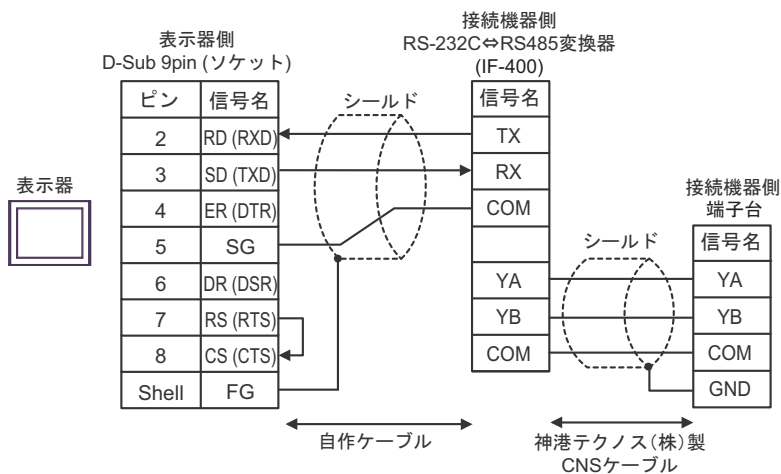 表示器側
D-Sub 9pin (ソケット)
接続機器側
RS-232C⇔RS485変換器
(IF-400)
ピン 信号名
2 RD (RXD)
3 SD (TXD)
4 ER (DTR)
5 SG
6 DR (DSR)
7 RS (RTS)
8 CS (CTS)
Shell FG
表示器
シールド
信号名
TX
RX
COM
YA
YB
COM
シールド
接続機器側
端子台
信号名
YA
YB
COM
GND
自作ケーブル
神港テクノス(株)製
CNSケーブル